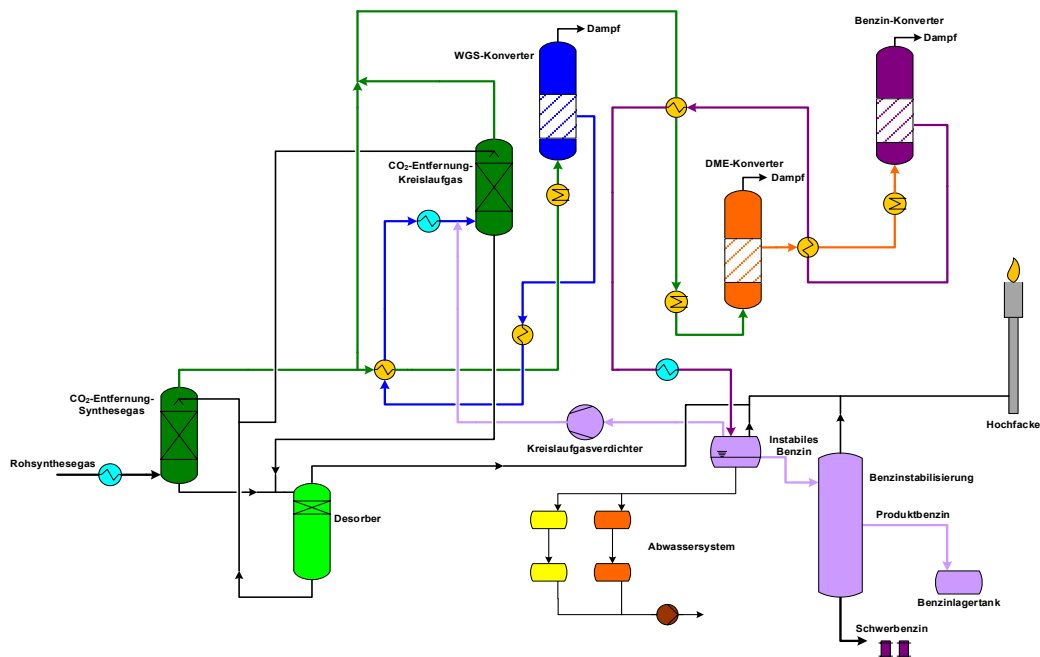 Dampf
Benzin-Konverter
Dampf
WGS-Konverter
CO₂-Entfernung-
Kreislaufgas
DME-Konverter
Dampf
CO₂-Entfernung-
Synthesegas
Hochfacke
Kreislaufgasverdichter
Instabiles
Benzin
Rohsynthesegas
Benzinstabilisierung
Desorber
Produktbenzin
Abwassersystem
Benzinlagertank
Schwerbenzin